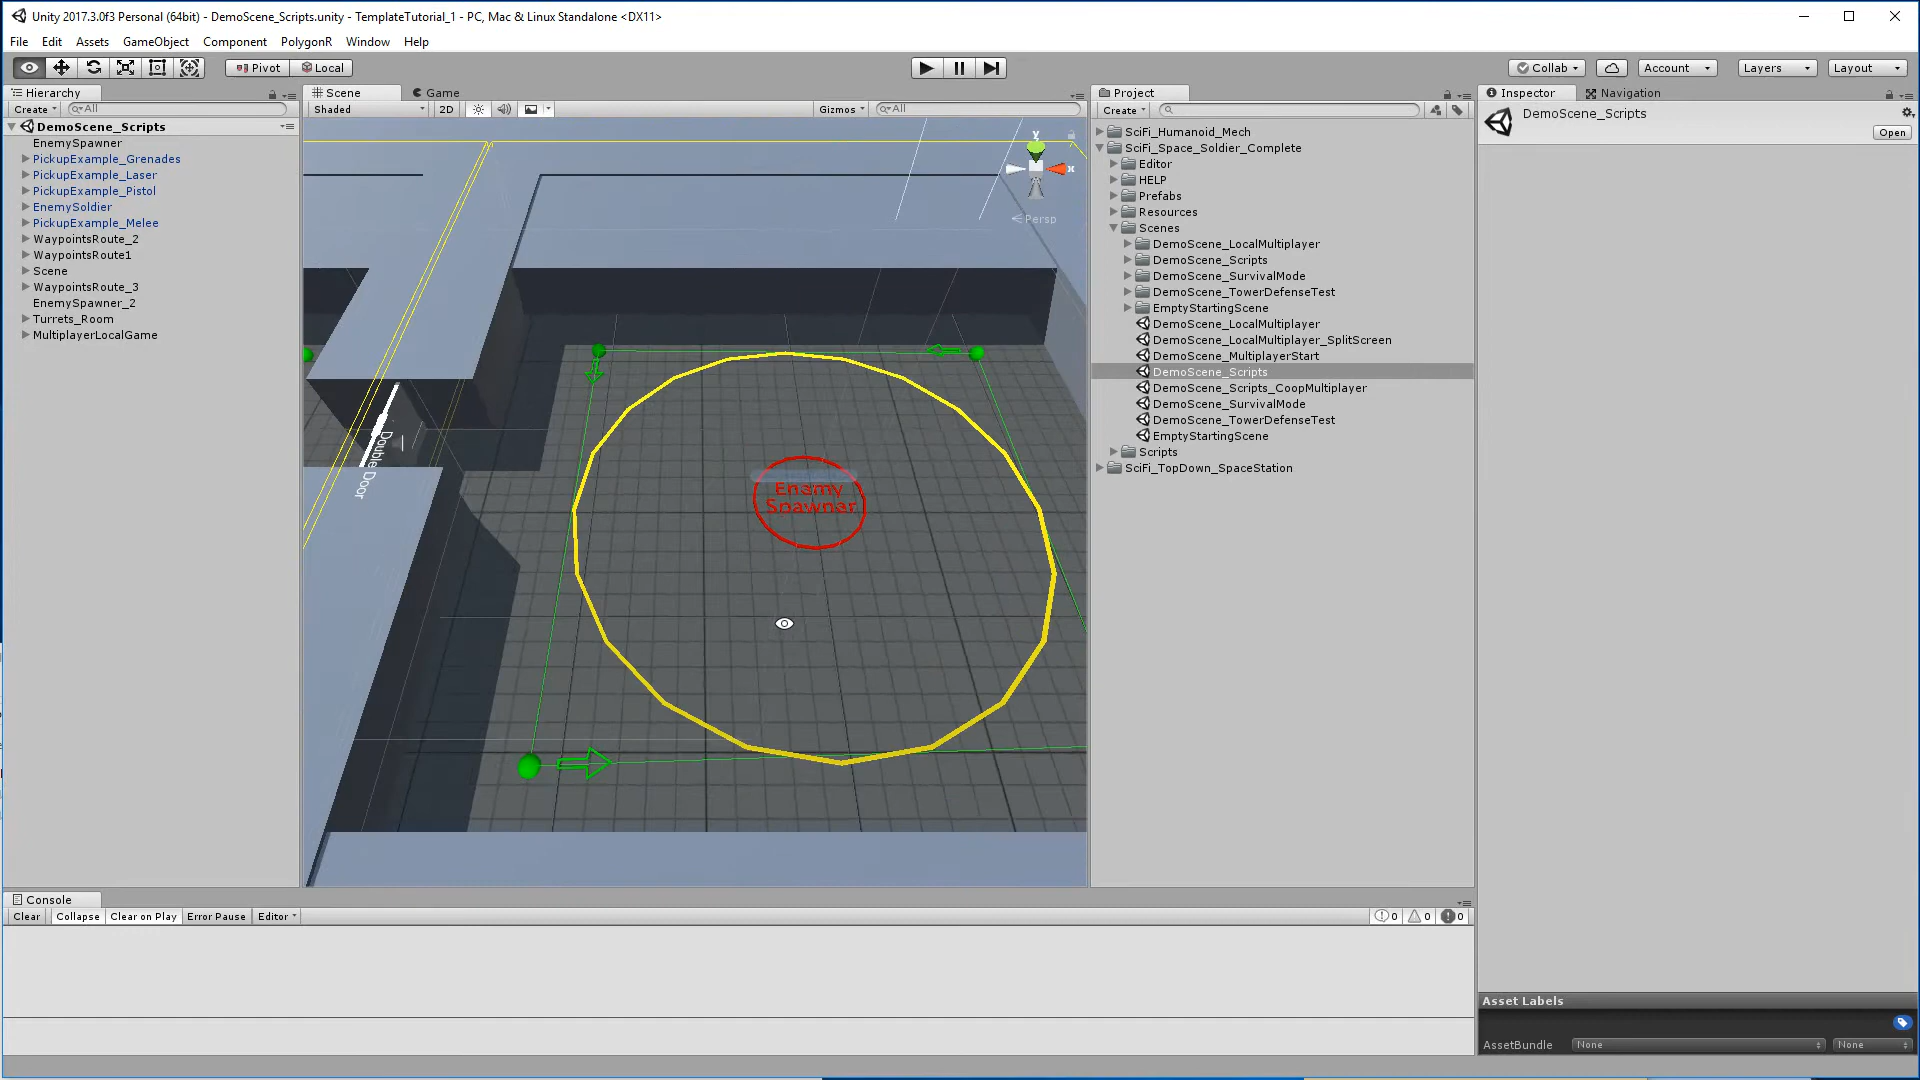 Unity 2017.3.0f3 Personal (64bit) - DemoScene_Scripts.unity - TemplateTutorial_1 - PC, Mac & Linux Standalone <DX11>
File Edit Assets GameObject Component PolygonR Window Help
Pivot Local Collab Account Layers Layout
Hierarchy
Create All
DemoScene_Scripts
EnemySpawner
PickupExample_Grenades
PickupExample_Laser
PickupExample_Pistol
EnemySoldier
PickupExample_Melee
WaypointsRoute_2
WaypointsRoute1
Scene
WaypointsRoute_3
EnemySpawner_2
Turrets_Room
MultiplayerLocalGame
Scene Game
Shaded 2D Gizmos All
y
x
Persp
Double Door
Enamy
Spawnar
Project
Create
SciFi_Humanoid_Mech
SciFi_Space_Soldier_Complete
Editor
HELP
Prefabs
Resources
Scenes
DemoScene_LocalMultiplayer
DemoScene_Scripts
DemoScene_SurvivalMode
DemoScene_TowerDefenseTest
EmptyStartingScene
DemoScene_LocalMultiplayer
DemoScene_LocalMultiplayer_SplitScreen
DemoScene_MultiplayerStart
DemoScene_Scripts
DemoScene_Scripts_CoopMultiplayer
DemoScene_SurvivalMode
DemoScene_TowerDefenseTest
EmptyStartingScene
Scripts
SciFi_TopDown_SpaceStation
Inspector Navigation
DemoScene_Scripts
Open
Console
Clear Collapse Clear on Play Error Pause Editor
0 0 0
Asset Labels
AssetBundle None None